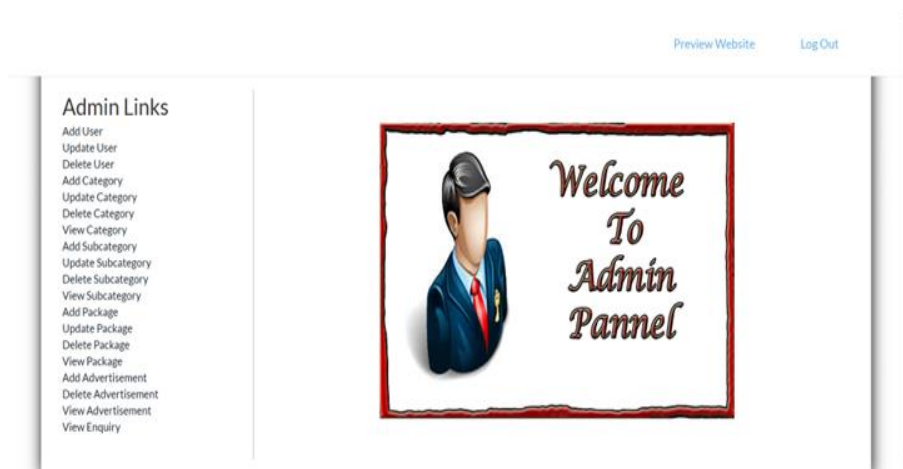 Preview Website Log Out
Admin Links
Add User
Update User
Delete User
Add Category
Update Category
Delete Category
View Category
Add Subcategory
Update Subcategory
Delete Subcategory
View Subcategory
Add Package
Update Package
Delete Package
View Package
Add Advertisement
Delete Advertisement
View Advertisement
View Enquiry
Welcome
To
Admin
Pannel